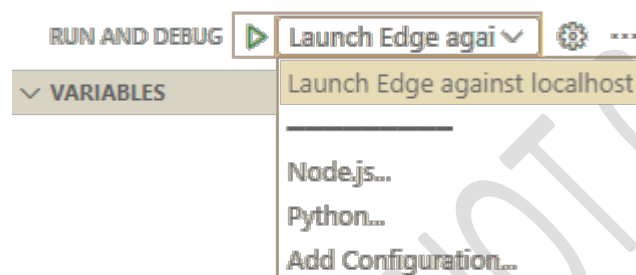 RUN AND DEBUG Launch Edge agai
Launch Edge against localhost
VARIABLES
Node.js...
Python...
Add Configuration...